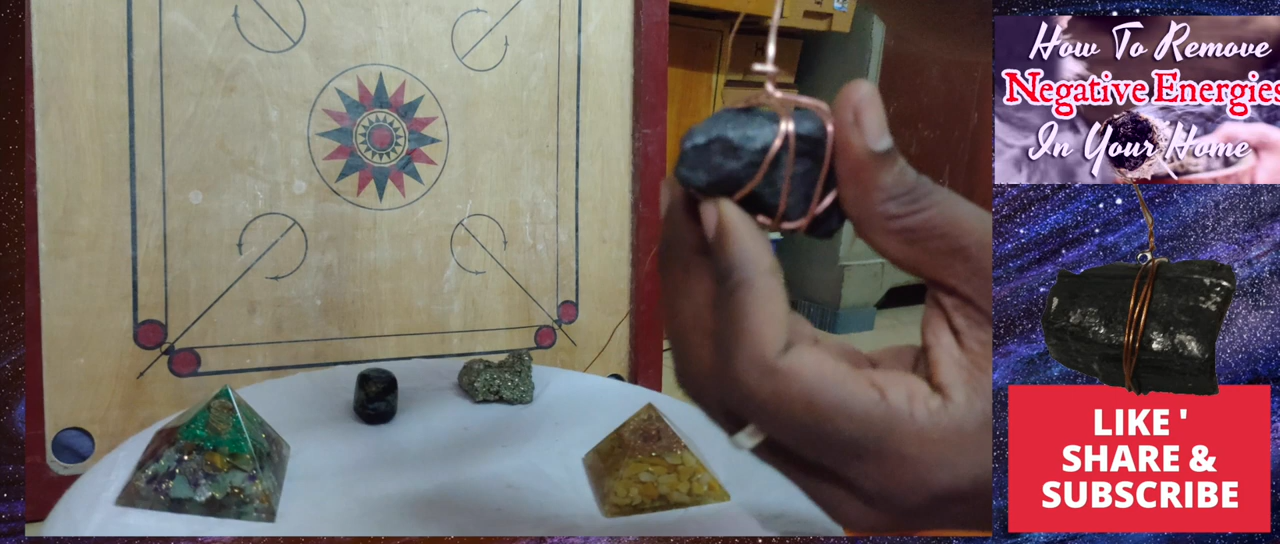 How To Remove
Negative Energies
In Your Home
LIKE '
SHARE &
SUBSCRIBE